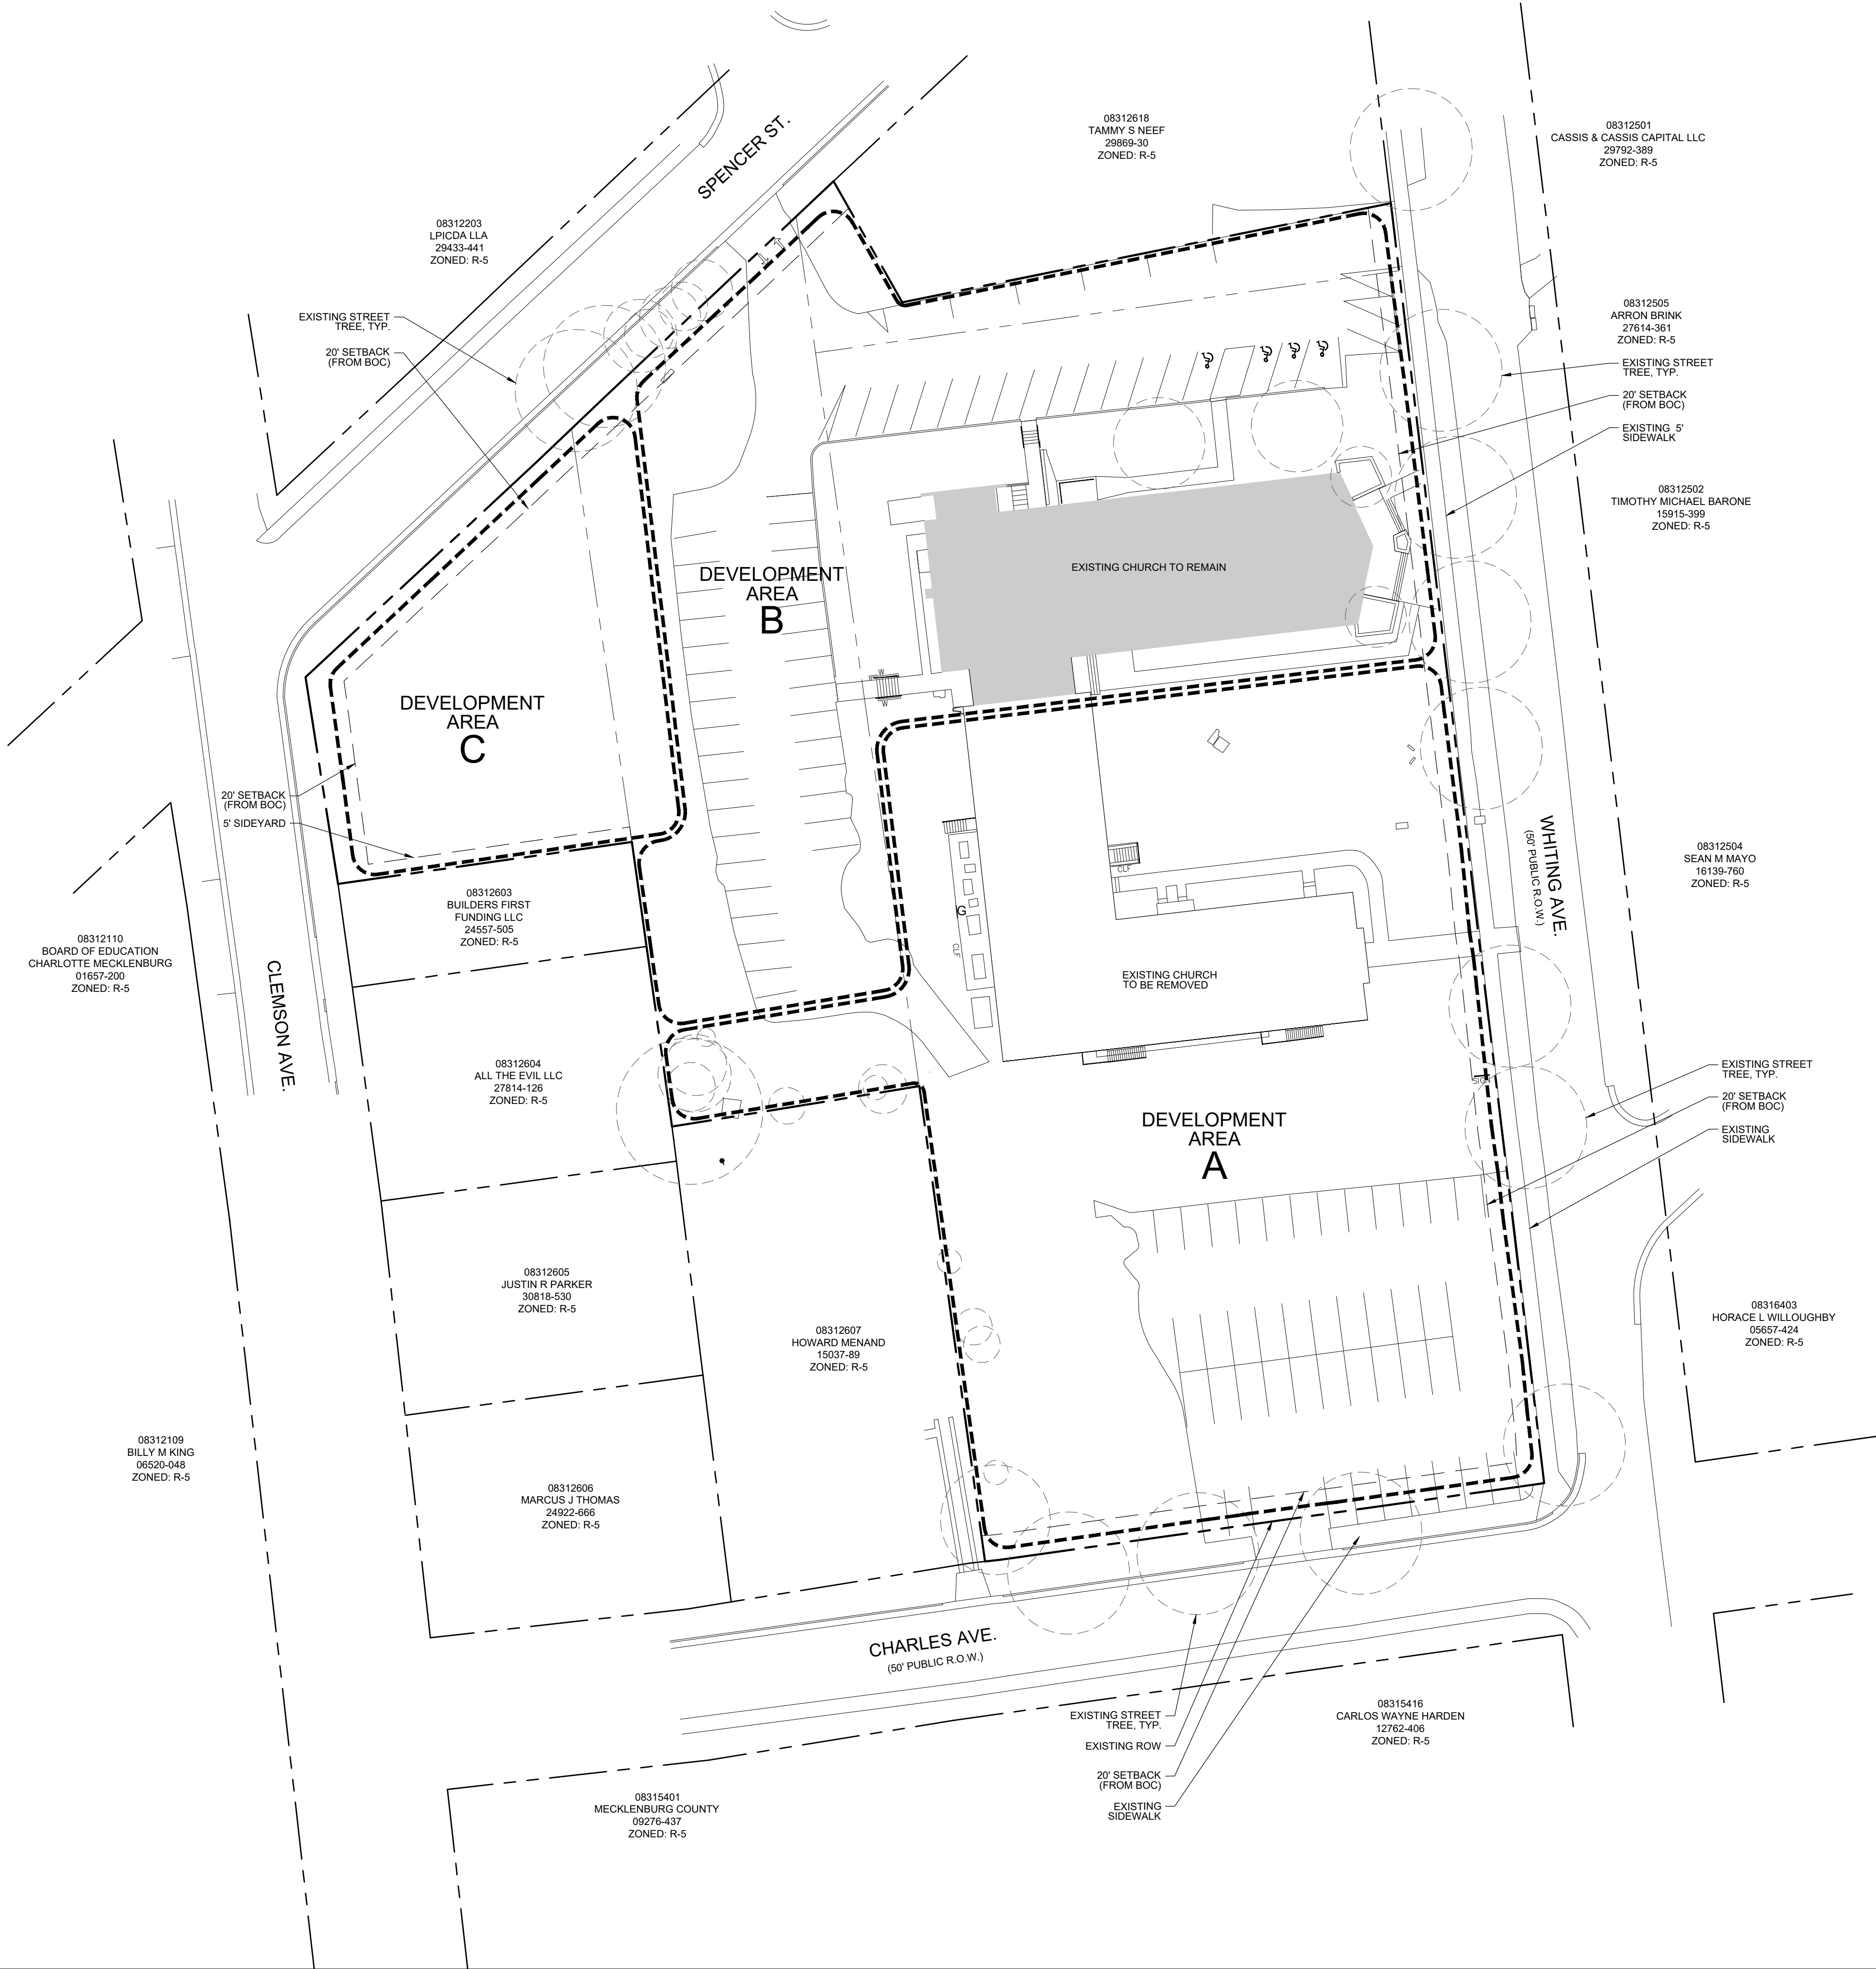 SPENCER ST.
08312618
TAMMY S NEEF
29869-30
ZONED: R-5
08312501
CASSIS & CASSIS CAPITAL LLC
29792-389
ZONED: R-5
08312203
LPICDA LLA
29433-441
ZONED: R-5
EXISTING STREET
TREE, TYP.
20' SETBACK
(FROM BOC)
08312505
ARRON BRINK
27614-361
ZONED: R-5
EXISTING STREET
TREE, TYP.
20' SETBACK
(FROM BOC)
EXISTING 5'
SIDEWALK
08312502
TIMOTHY MICHAEL BARONE
15915-399
ZONED: R-5
EXISTING CHURCH TO REMAIN
DEVELOPMENT
AREA
B
DEVELOPMENT
AREA
C
W
W
20' SETBACK
(FROM BOC)
5' SIDEYARD
WHITING AVE.
(50' PUBLIC R.O.W.)
08312504
SEAN M MAYO
16139-760
ZONED: R-5
CLF
08312603
BUILDERS FIRST
FUNDING LLC
24557-505
ZONED: R-5
G
CLF
08312110
BOARD OF EDUCATION
CHARLOTTE MECKLENBURG
01657-200
ZONED: R-5
CLEMSON AVE.
EXISTING CHURCH
TO BE REMOVED
08312604
ALL THE EVIL LLC
27814-126
ZONED: R-5
SIGN
EXISTING STREET
TREE, TYP.
20' SETBACK
(FROM BOC)
EXISTING
SIDEWALK
DEVELOPMENT
AREA
A
08312605
JUSTIN R PARKER
30818-530
ZONED: R-5
08312607
HOWARD MENAND
15037-89
ZONED: R-5
08316403
HORACE L WILLOUGHBY
05657-424
ZONED: R-5
08312109
BILLY M KING
06520-048
ZONED: R-5
08312606
MARCUS J THOMAS
24922-666
ZONED: R-5
CHARLES AVE.
(50' PUBLIC R.O.W.)
EXISTING STREET
TREE, TYP.
EXISTING ROW
20' SETBACK
(FROM BOC)
EXISTING
SIDEWALK
08315416
CARLOS WAYNE HARDEN
12762-406
ZONED: R-5
08315401
MECKLENBURG COUNTY
09276-437
ZONED: R-5